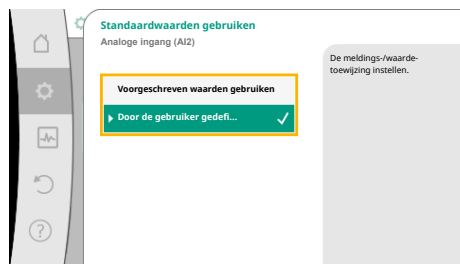 Standaardwaarden gebruiken
Analoge ingang (AI2)
De meldings-/waarde-
toewijzing instellen.
Voorgeschreven waarden gebruiken
Door de gebruiker gedefi...
?